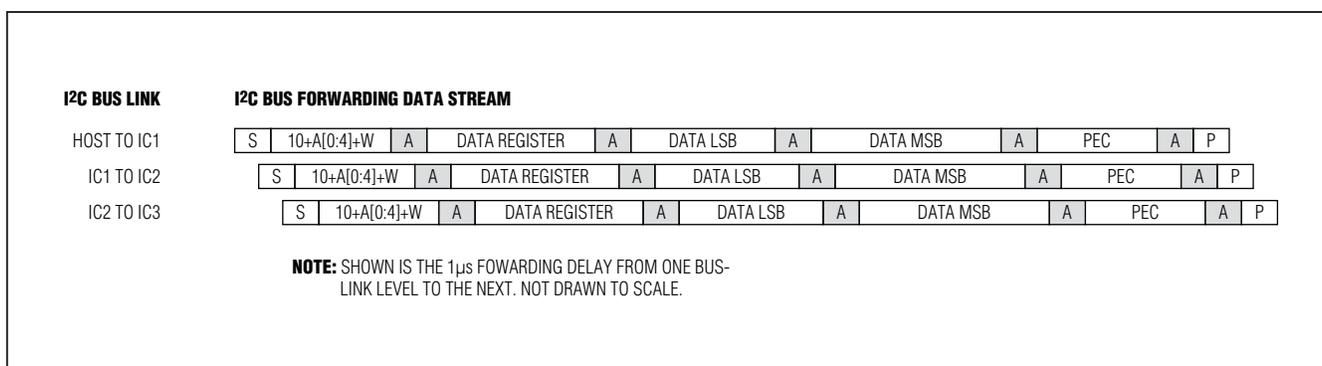 I2C BUS LINK I2C BUS FORWARDING DATA STREAM
HOST TO IC1 S 10+A[0:4]+W A DATA REGISTER A DATA LSB A DATA MSB A PEC A P
IC1 TO IC2 S 10+A[0:4]+W A DATA REGISTER A DATA LSB A DATA MSB A PEC A P
IC2 TO IC3 S 10+A[0:4]+W A DATA REGISTER A DATA LSB A DATA MSB A PEC A P
NOTE: SHOWN IS THE 1µs FOWARDING DELAY FROM ONE BUS-
LINK LEVEL TO THE NEXT. NOT DRAWN TO SCALE.